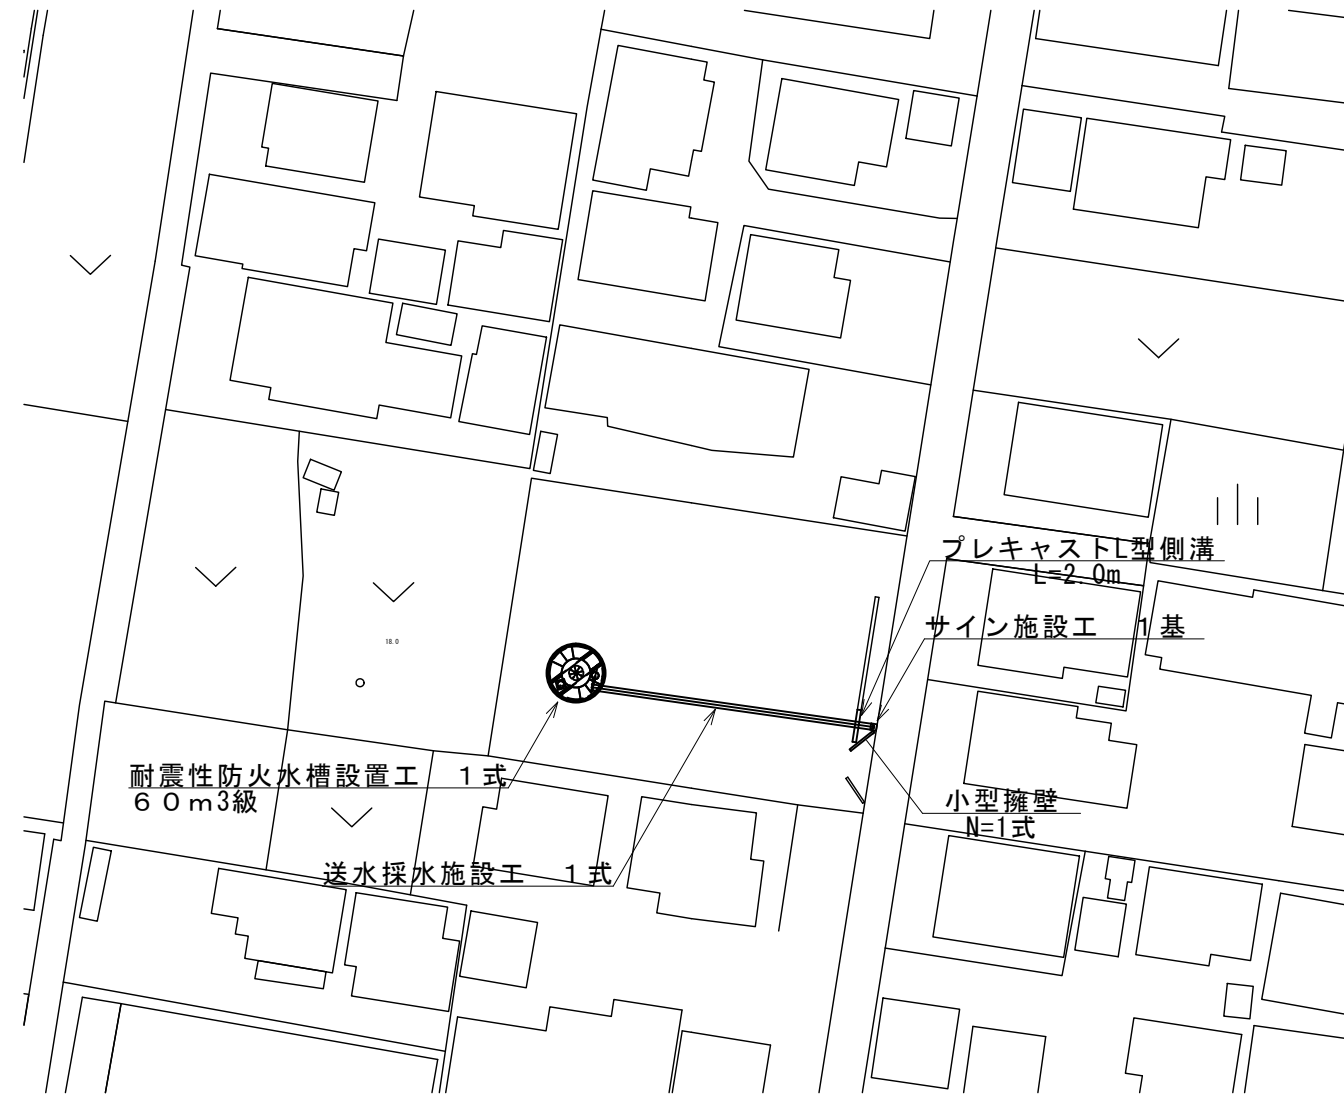 プレキャストL型側溝
L=2.0m
サイン施設工　１基
18.0
耐震性防火水槽設置工　１式
６０ｍ3級
小型擁壁
N=1式
送水採水施設工　１式